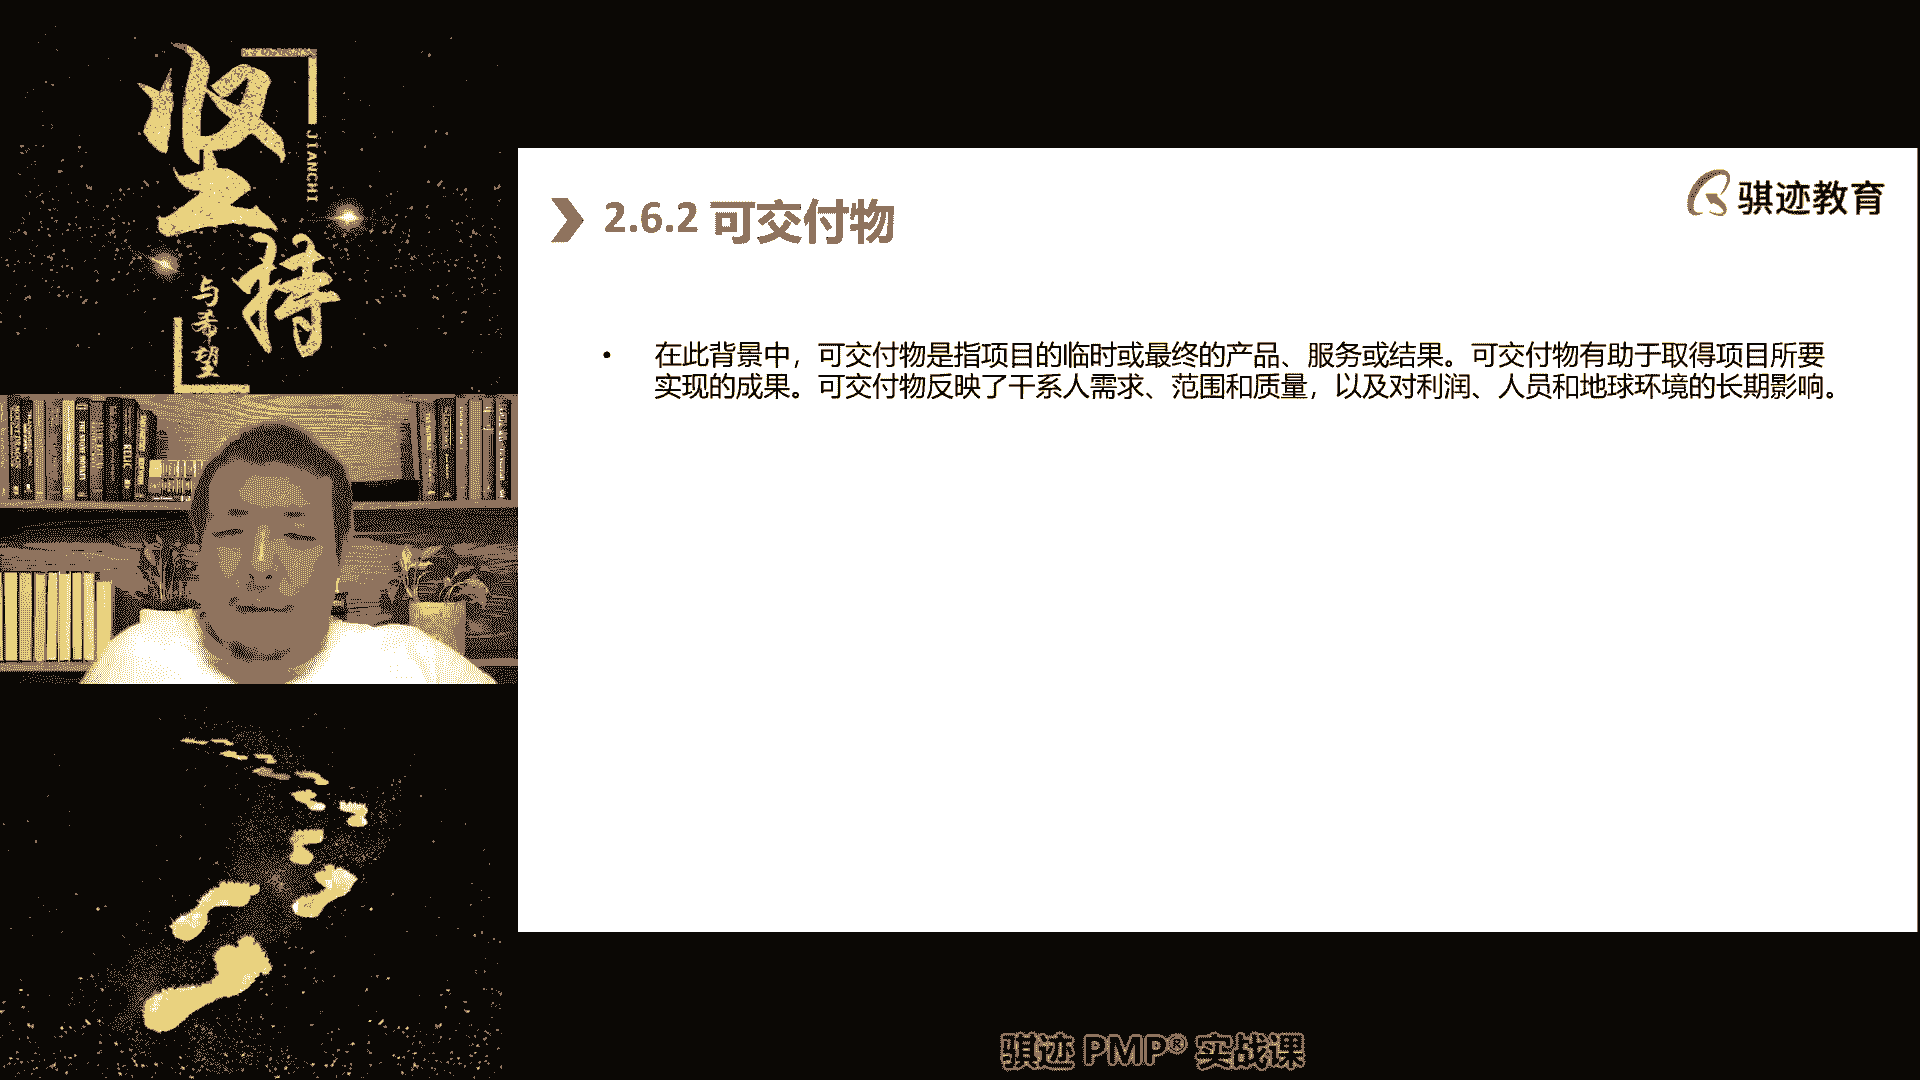 坚持
JIANCHI
与希望
骐迹教育
2.6.2 可交付物
• 在此背景中，可交付物是指项目的临时或最终的产品、服务或结果。可交付物有助于取得项目所要
实现的成果。可交付物反映了干系人需求、范围和质量，以及对利润、人员和地球环境的长期影响。
骐迹 PMP® 实战课